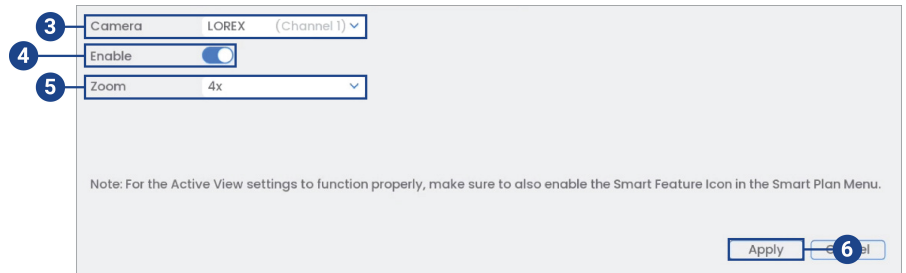 3 Camera LOREX (Channel 1)
4 Enable
5 Zoom 4x
Note: For the Active View settings to function properly, make sure to also enable the Smart Feature Icon in the Smart Plan Menu.
Apply 6